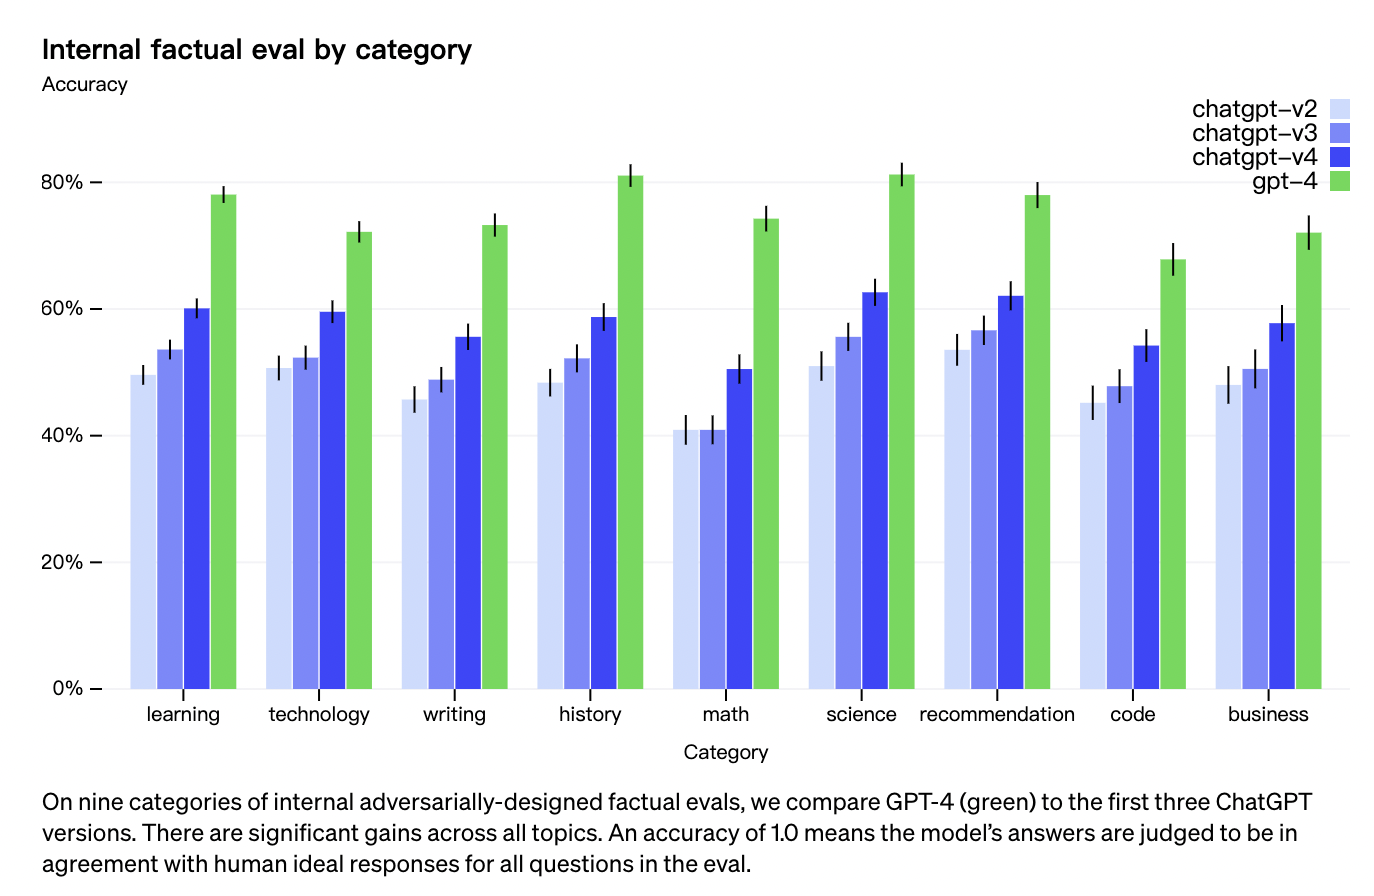 Internal factual eval by category
Accuracy
chatgpt–v2
chatgpt–v3
chatgpt–v4
gpt–4
80%
60%
40%
20%
0%
learning technology writing history math science recommendation code business
Category
On nine categories of internal adversarially-designed factual evals, we compare GPT-4 (green) to the first three ChatGPT
versions. There are significant gains across all topics. An accuracy of 1.0 means the model’s answers are judged to be in
agreement with human ideal responses for all questions in the eval.